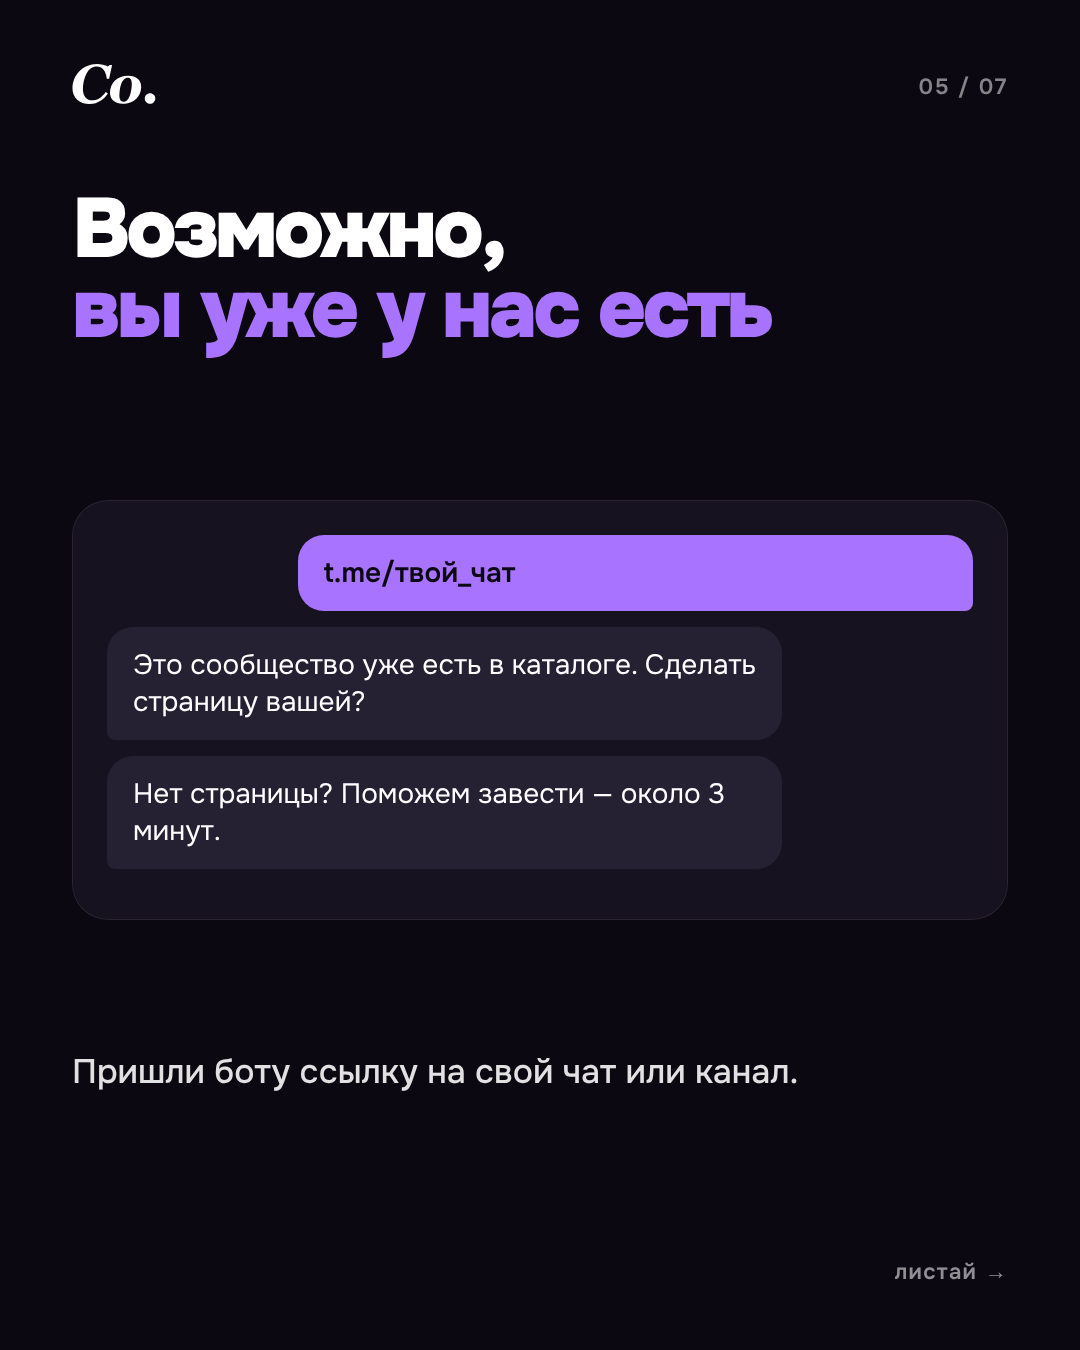 Co.
05 / 07
Возможно,
вы уже у нас есть
t.me/твой_чат
Это сообщество уже есть в каталоге. Сделать
страницу вашей?
Нет страницы? Поможем завести — около 3
минут.
Пришли боту ссылку на свой чат или канал.
листай →